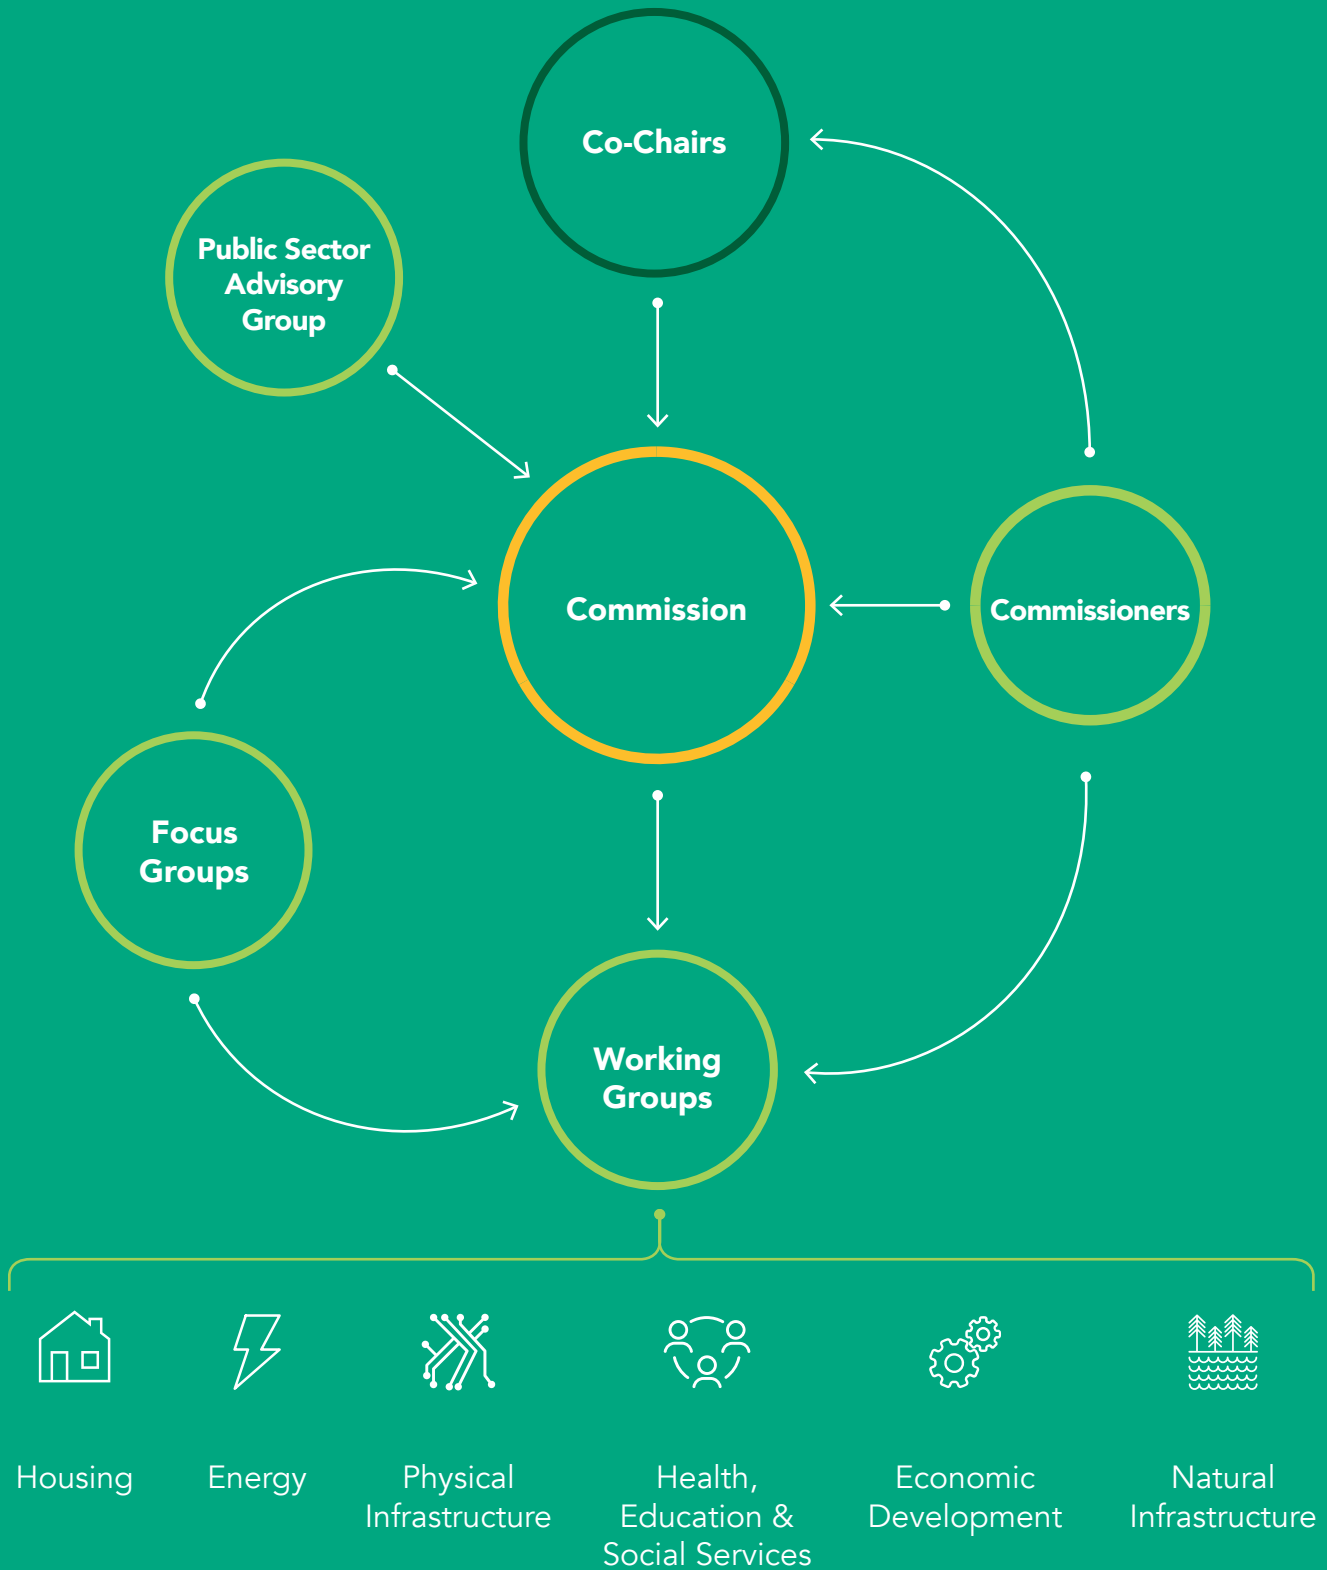 Co-Chairs
Public Sector
Advisory
Group
Commission
Commissioners
Focus
Groups
Working
Groups
Housing
Energy
Physical
Infrastructure
Health,
Education &
Social Services
Economic
Development
Natural
Infrastructure